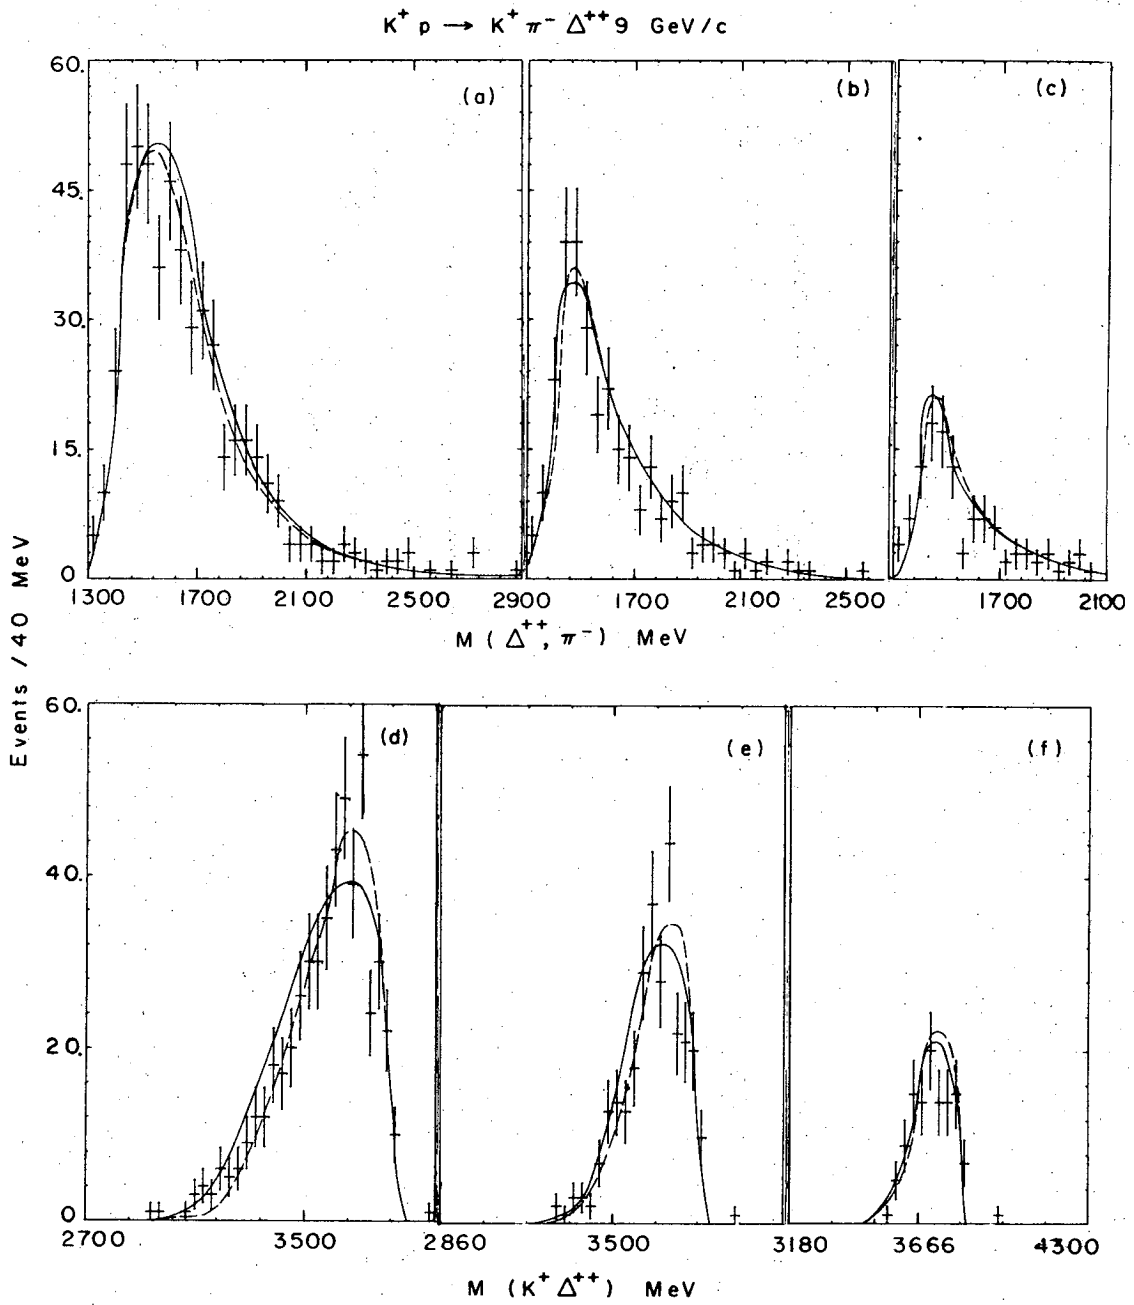 K⁺ p → K⁺ π⁻ Δ⁺⁺ 9 GeV/c
(a) (b) (c)
60.
45.
30.
15.
0
1300 1700 2100 2500 2900 1700 2100 2500 1700 2100
M (Δ⁺⁺, π⁻) MeV
Events / 40 MeV
(d) (e) (f)
60.
40.
20.
0
2700 3500 2860 3500 3180 3666 4300
M (K⁺ Δ⁺⁺) MeV